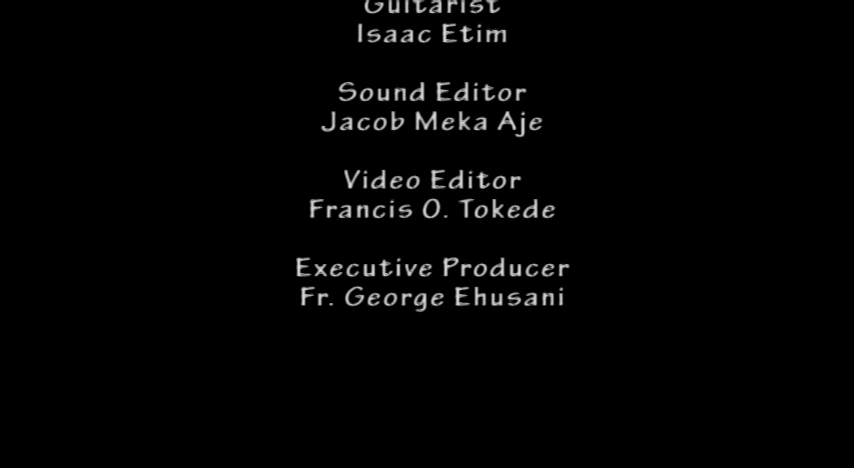 Guitarist
Isaac Etim
Sound Editor
Jacob Meka Aje
Video Editor
Francis O. Tokede
Executive Producer
Fr. George Ehusani